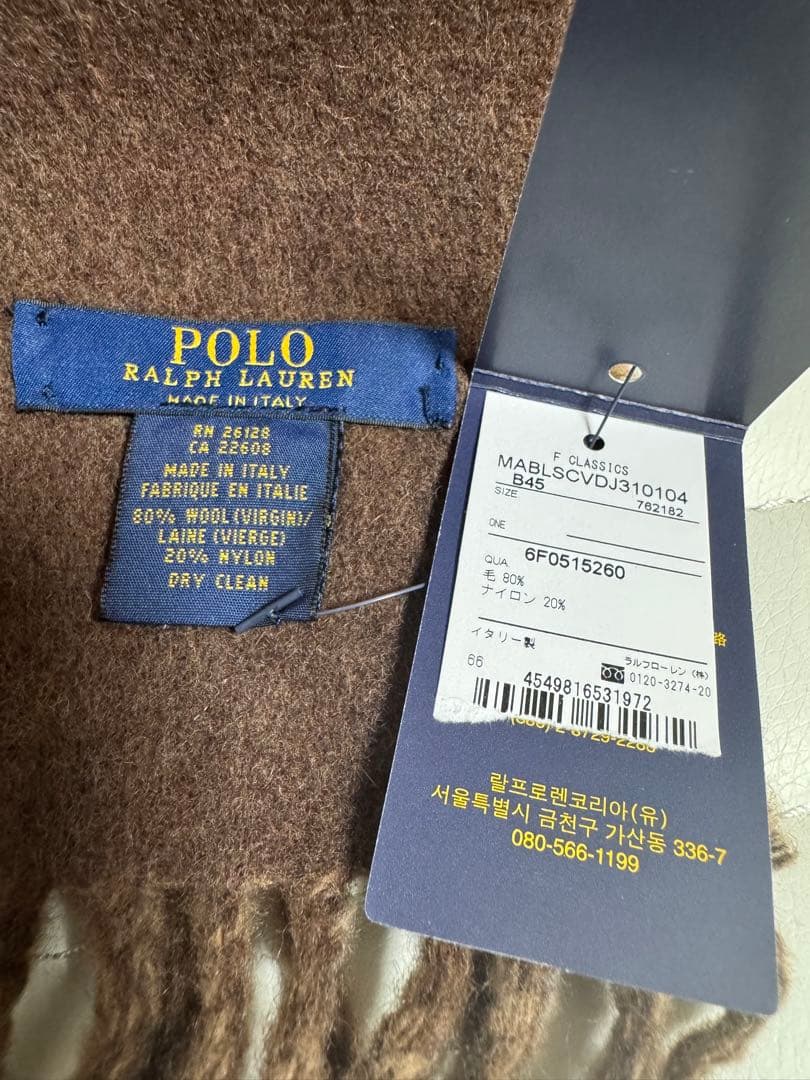 POLO
RALPH LAUREN
MADE IN ITALY
RN 26128
CA 22608
MADE IN ITALY
FABRIQUE EN ITALIE
80% WOOL(VIRGIN)/
LAINE (VIERGE)
20% NYLON
DRY CLEAN
F CLASSICS
MABLSCVDJ310104
B45 762182
SIZE
ONE
QUA. 6F0515260
毛 80%
ナイロン 20%
イタリー製
路
66 ラルフローレン (株)
0120-3274-20
4549816531972
랄프로렌코리아(유)
서울특별시 금천구 가산동 336-7
080-566-1199